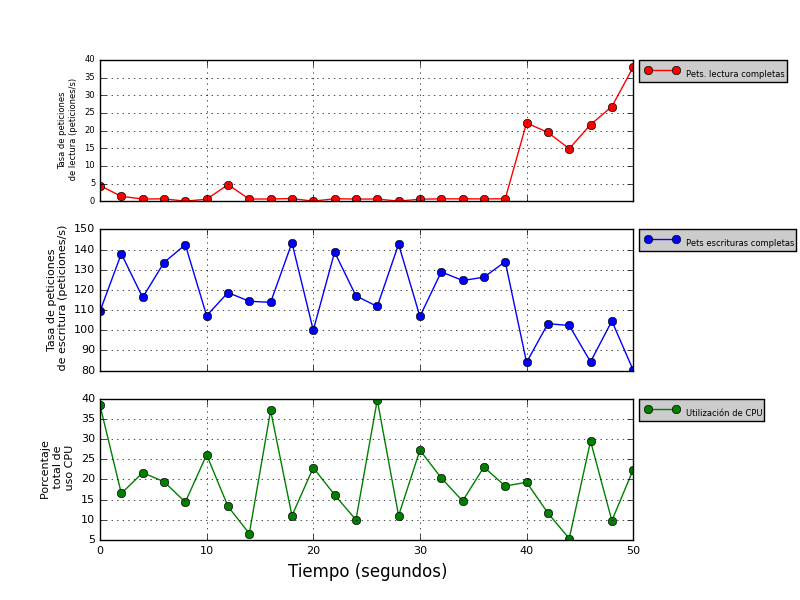 40
35
30
25
20
15
10
5
0
Tasa de peticiones
de lectura (peticiones/s)
Pets. lectura completas
150
140
130
120
110
100
90
80
Tasa de peticiones
de escritura (peticiones/s)
Pets escrituras completas
40
35
30
25
20
15
10
5
Porcentaje
total de
uso CPU
Utilización de CPU
0 10 20 30 40 50
Tiempo (segundos)